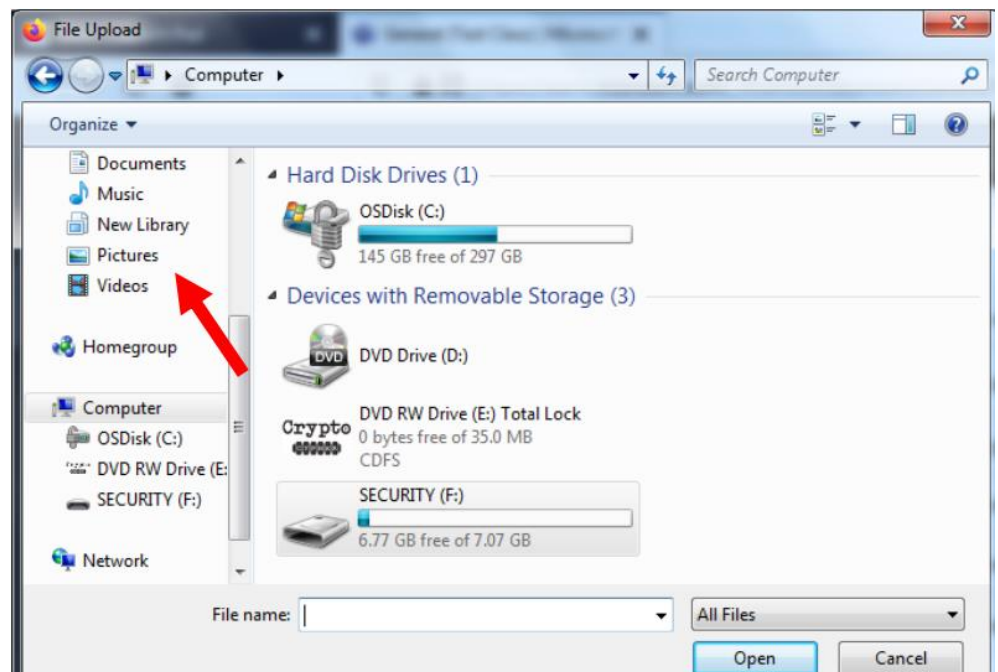 File Upload
Computer
Search Computer
Organize
Documents
Music
New Library
Pictures
Videos
Homegroup
Computer
OSDisk (C:)
DVD RW Drive (E:
SECURITY (F:)
Network
Hard Disk Drives (1)
OSDisk (C:)
145 GB free of 297 GB
Devices with Removable Storage (3)
DVD
DVD Drive (D:)
Crypto
DVD RW Drive (E:) Total Lock
0 bytes free of 35.0 MB
CDFS
SECURITY (F:)
6.77 GB free of 7.07 GB
File name:
All Files
Open
Cancel